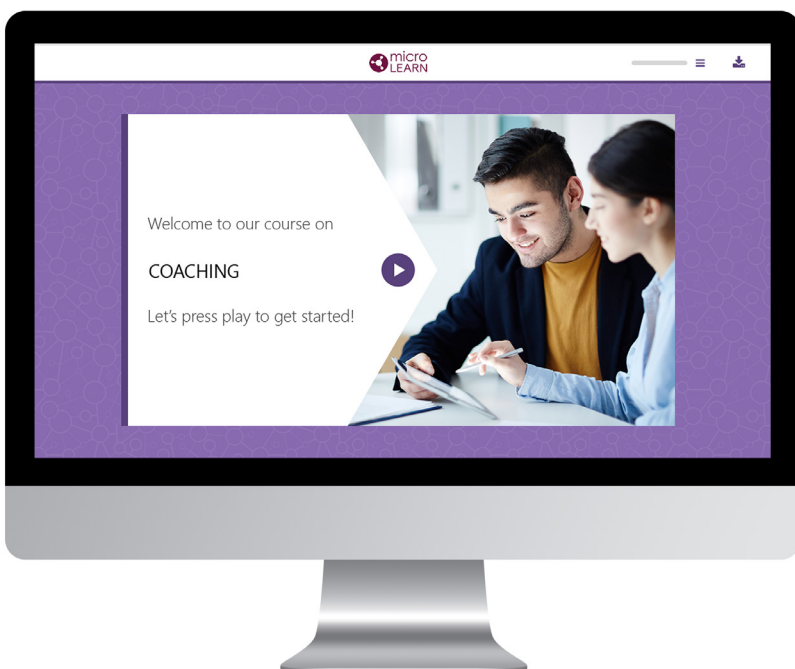 micro
LEARN
Welcome to our course on
COACHING
Let's press play to get started!